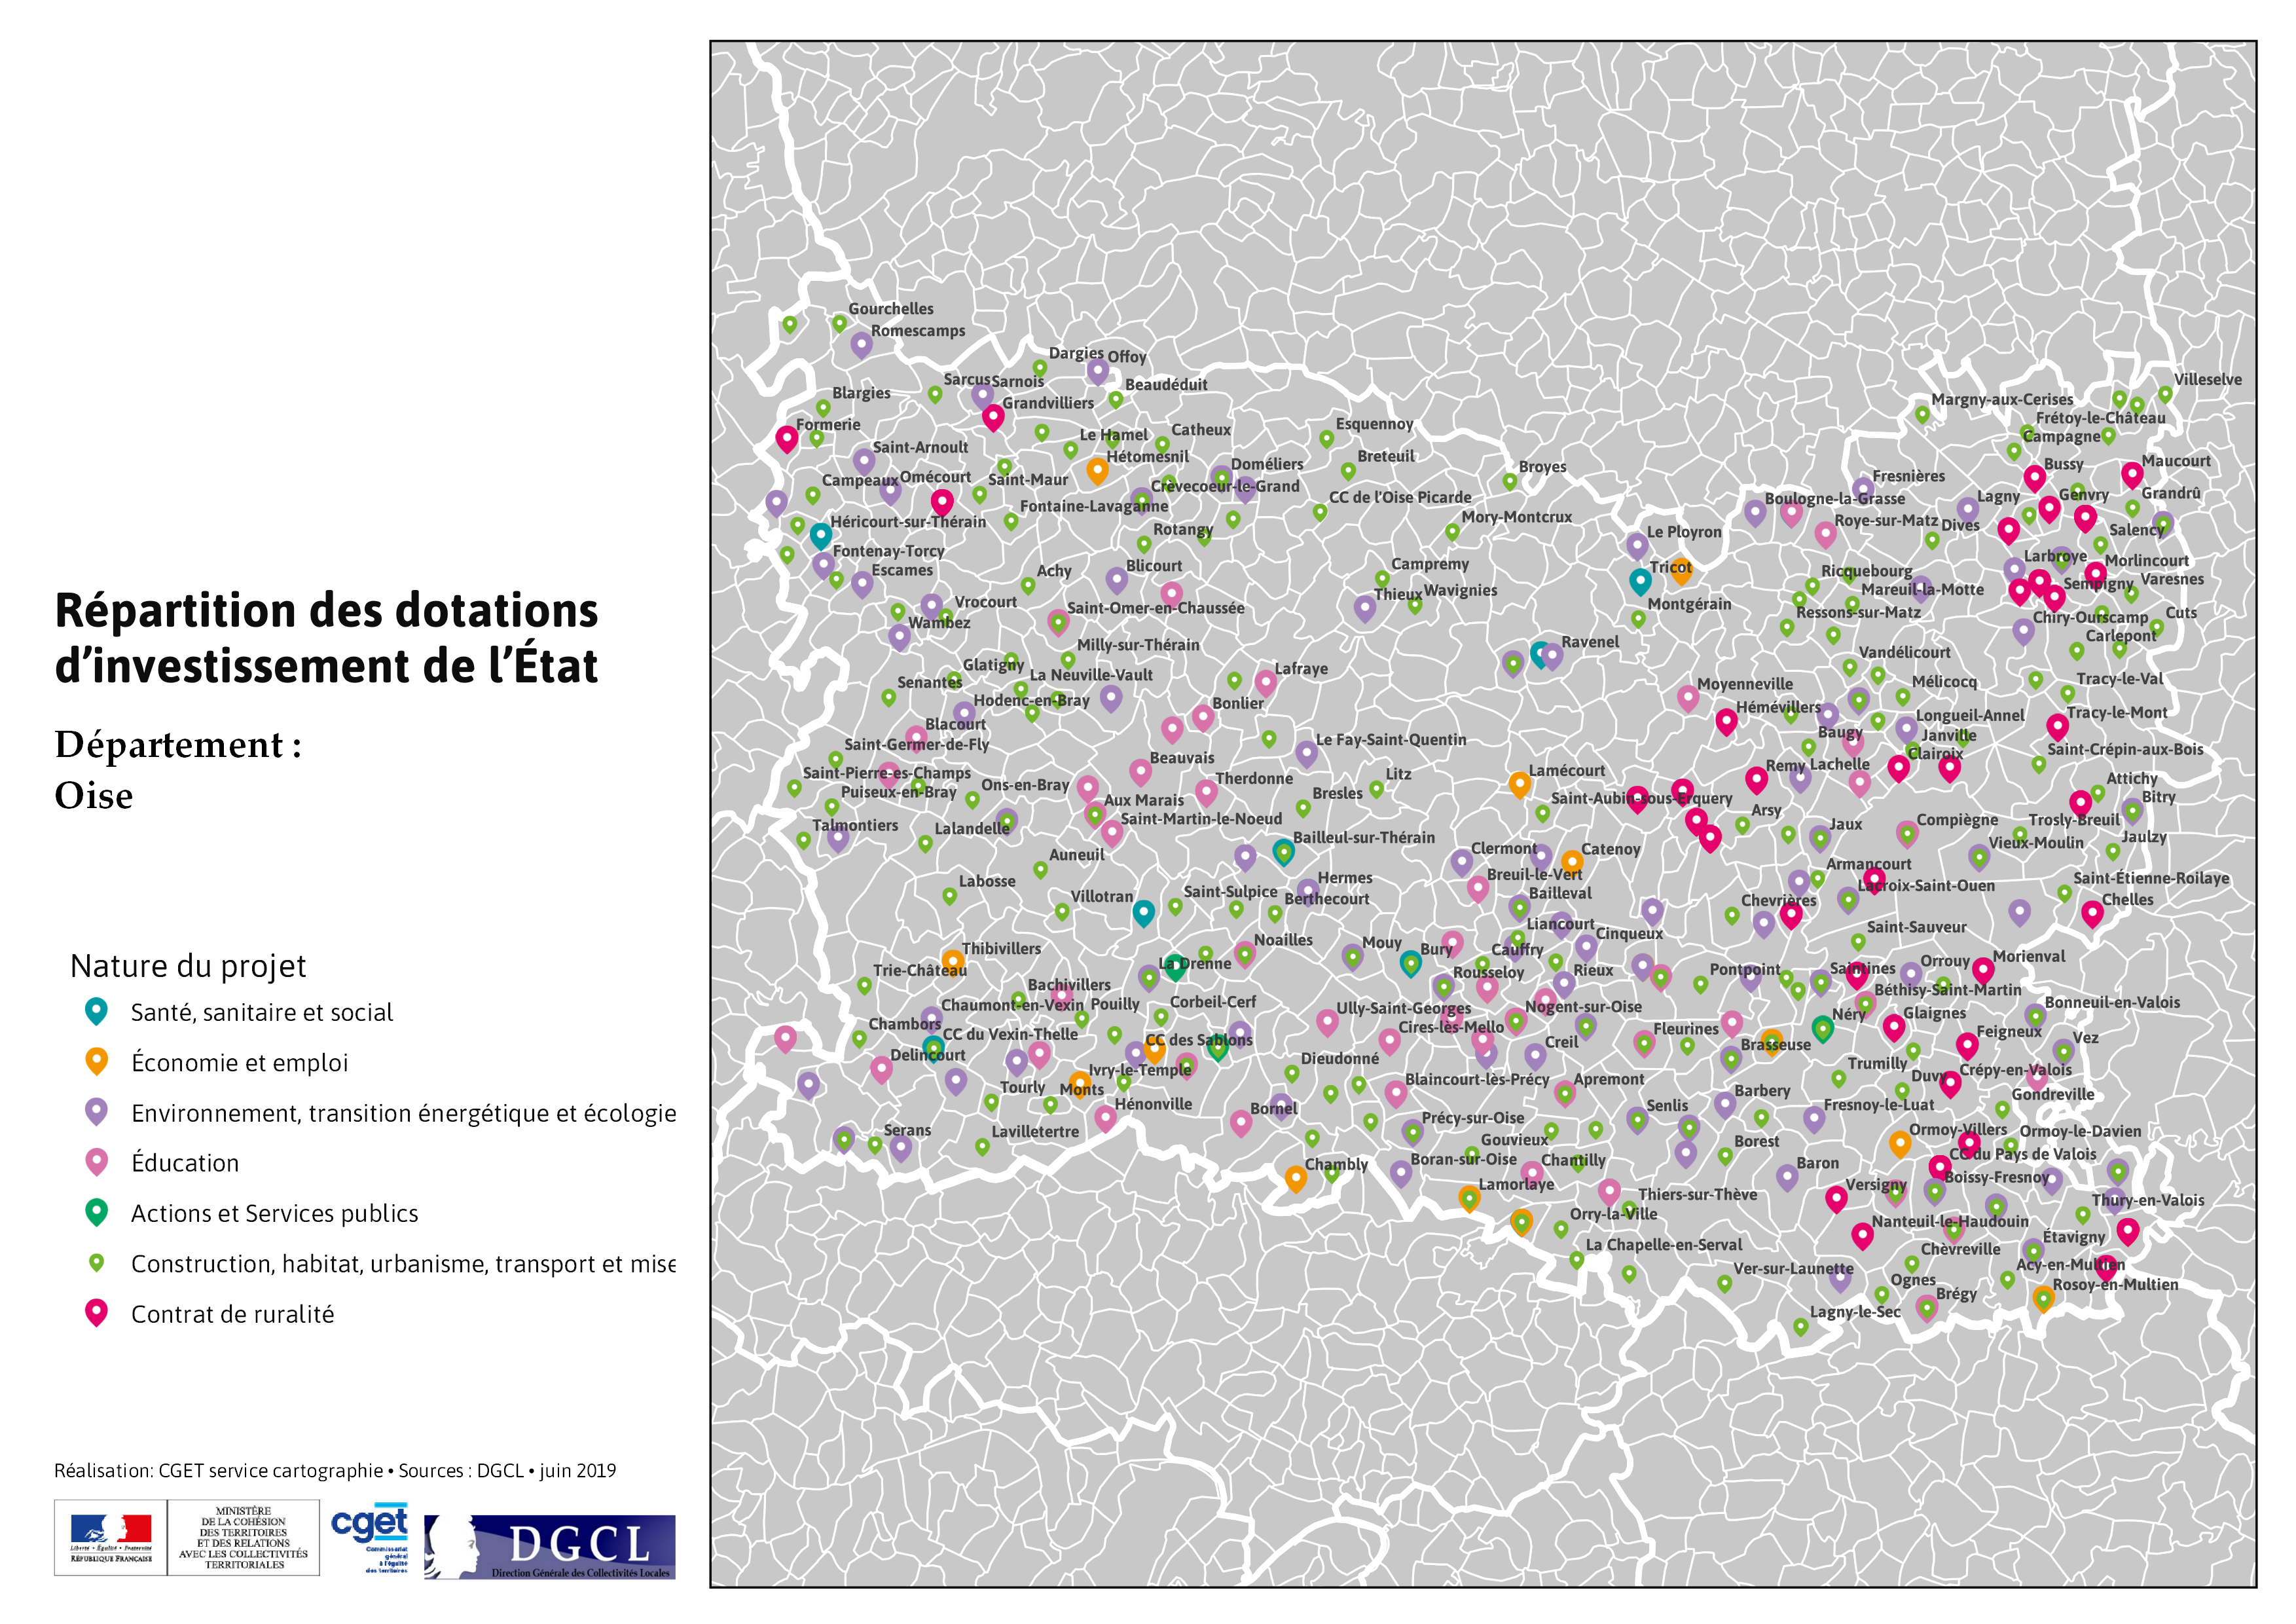 Répartition des dotations
d’investissement de l’État
Département :
Oise
Nature du projet
Santé, sanitaire et social
Économie et emploi
Environnement, transition énergétique et écologie
Éducation
Actions et Services publics
Construction, habitat, urbanisme, transport et mise
Contrat de ruralité
Réalisation: CGET service cartographie • Sources : DGCL • juin 2019
Liberté • Égalité • Fraternité
RÉPUBLIQUE FRANÇAISE
MINISTÈRE
DE LA COHÉSION
DES TERRITOIRES
ET DES RELATIONS
AVEC LES COLLECTIVITÉS
TERRITORIALES
cget
Commissariat
général
à l'égalité
des territoires
DGCL
Direction Générale des Collectivités Locales
Gourchelles
Romescamps
Dargies
Offoy
Sarcus
Sarnois
Beaudéduit
Villeselve
Blargies
Grandvilliers
Margny-aux-Cerises
Formerie
Frétoy-le-Château
Esquennoy
Catheux
Le Hamel
Campagne
Saint-Arnoult
Hétomesnil
Breteuil
Doméliers
Broyes
Bussy
Maucourt
Campeaux
Omécourt
Saint-Maur
Crèvecoeur-le-Grand
Fresnières
CC de l'Oise Picarde
Boulogne-la-Grasse
Lagny
Genvry
Grandrû
Fontaine-Lavaganne
Héricourt-sur-Thérain
Mory-Montcrux
Roye-sur-Matz
Dives
Rotangy
Le Ployron
Salency
Fontenay-Torcy
Larbroye
Morlincourt
Escames
Achy
Blicourt
Campremy
Tricot
Ricquebourg
Sempigny
Varesnes
Thieux
Wavignies
Mareuil-la-Motte
Vrocourt
Saint-Omer-en-Chaussée
Montgérain
Ressons-sur-Matz
Chiry-Ourscamp
Cuts
Wambez
Carlepont
Milly-sur-Thérain
Ravenel
Vandélicourt
Glatigny
La Neuville-Vault
Lafraye
Tracy-le-Val
Senantes
Moyenneville
Mélicocq
Hodenc-en-Bray
Bonlier
Hémévillers
Longueil-Annel
Tracy-le-Mont
Blacourt
Baugy
Janville
Saint-Germer-de-Fly
Le Fay-Saint-Quentin
Clairoix
Saint-Crépin-aux-Bois
Beauvais
Remy
Lachelle
Saint-Pierre-es-Champs
Therdonne
Litz
Lamécourt
Attichy
Puiseux-en-Bray
Ons-en-Bray
Bresles
Saint-Aubin-sous-Erquery
Bitry
Aux Marais
Arsy
Trosly-Breuil
Saint-Martin-le-Noeud
Compiègne
Talmontiers
Lalandelle
Bailleul-sur-Thérain
Jaux
Jaulzy
Vieux-Moulin
Clermont
Catenoy
Auneuil
Armancourt
Breuil-le-Vert
Labosse
Hermes
Lacroix-Saint-Ouen
Saint-Étienne-Roilaye
Villotran
Saint-Sulpice
Berthecourt
Bailleval
Chevrières
Chelles
Liancourt
Saint-Sauveur
Cinqueux
Noailles
Mouy
Bury
Cauffry
Thibivillers
Morienval
La Drenne
Orrouy
Trie-Château
Rousseloy
Rieux
Pontpoint
Saintines
Bachivillers
Béthisy-Saint-Martin
Chaumont-en-Vexin
Pouilly
Corbeil-Cerf
Ully-Saint-Georges
Nogent-sur-Oise
Bonneuil-en-Valois
Néry
Glaignes
Chambors
CC du Vexin-Thelle
CC des Sablons
Cires-lès-Mello
Fleurines
Feigneux
Vez
Delincourt
Dieudonné
Creil
Brasseuse
Trumilly
Ivry-le-Temple
Crépy-en-Valois
Duvy
Tourly
Monts
Blaincourt-lès-Précy
Apremont
Barbery
Gondreville
Hénonville
Bornel
Senlis
Fresnoy-le-Luat
Précy-sur-Oise
Serans
Lavilletertre
Gouvieux
Borest
Ormoy-Villers
Ormoy-le-Davien
CC du Pays de Valois
Chambly
Boran-sur-Oise
Chantilly
Baron
Boissy-Fresnoy
Lamorlaye
Versigny
Thiers-sur-Thève
Thury-en-Valois
Orry-la-Ville
Nanteuil-le-Haudouin
Étavigny
La Chapelle-en-Serval
Chèvreville
Ver-sur-Launette
Acy-en-Multien
Ognes
Rosoy-en-Multien
Brégy
Lagny-le-Sec